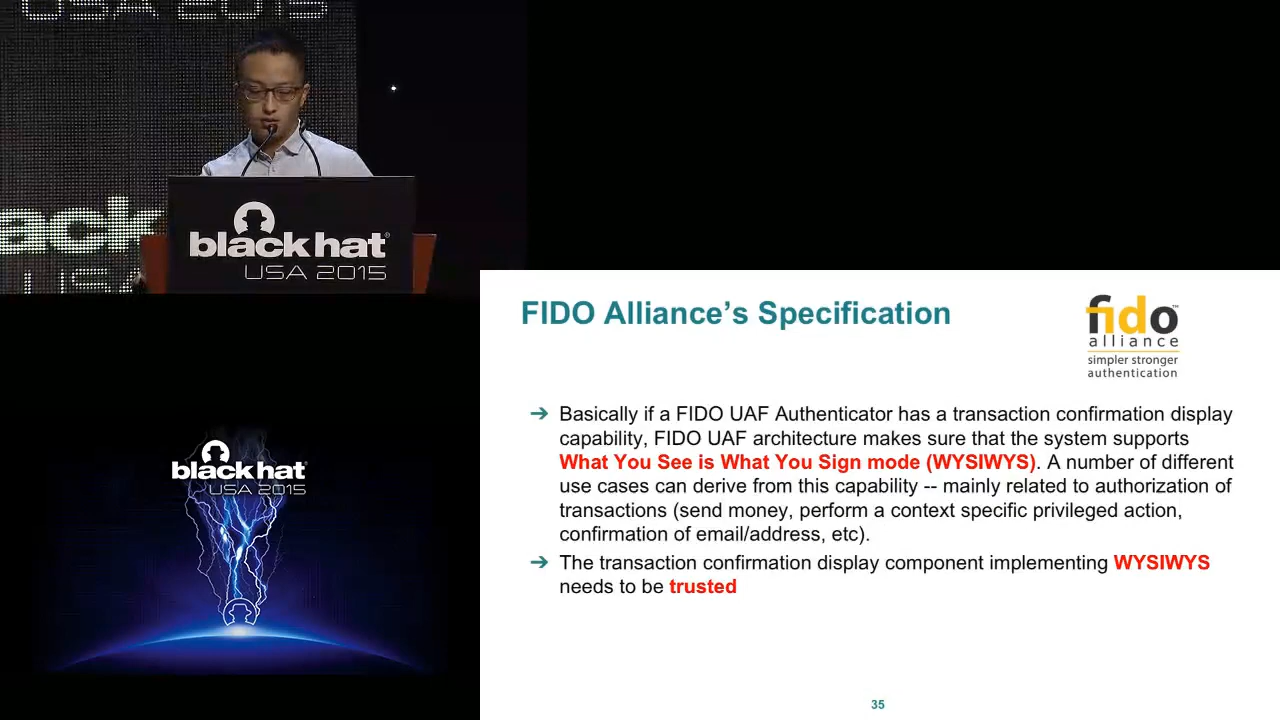 USA 2015
ack
USA
black hat
USA 2015
FIDO Alliance’s Specification
fido
alliance
simpler stronger
authentication
➔ Basically if a FIDO UAF Authenticator has a transaction confirmation display
capability, FIDO UAF architecture makes sure that the system supports
What You See is What You Sign mode (WYSIWYS). A number of different
use cases can derive from this capability -- mainly related to authorization of
transactions (send money, perform a context specific privileged action,
confirmation of email/address, etc).
➔ The transaction confirmation display component implementing WYSIWYS
needs to be trusted
black hat
USA 2015
35